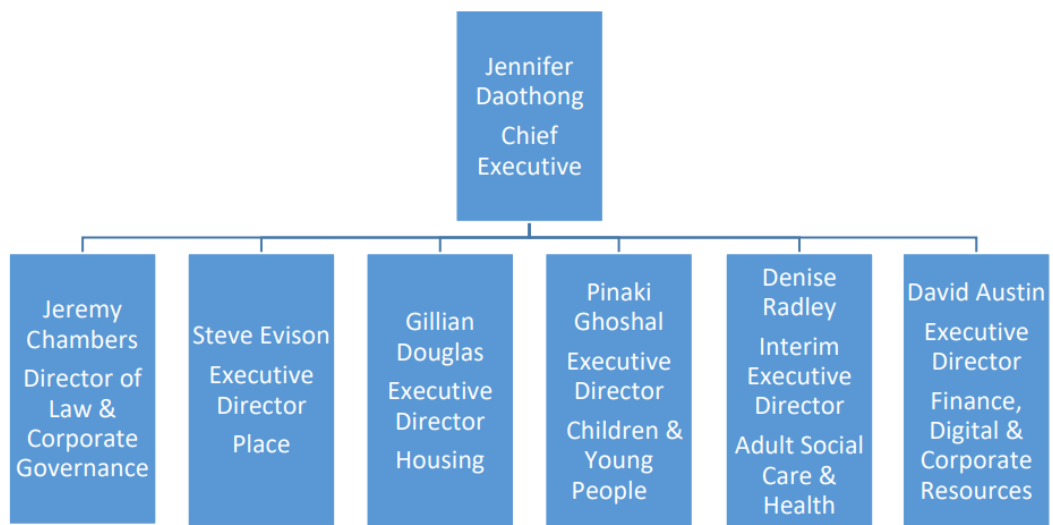 Jennifer
Daothong
Chief
Executive
Jeremy
Chambers
Director of
Law &
Corporate
Governance
Steve Evison
Executive
Director
Place
Gillian
Douglas
Executive
Director
Housing
Pinaki
Ghoshal
Executive
Director
Children &
Young
People
Denise
Radley
Interim
Executive
Director
Adult Social
Care &
Health
David Austin
Executive
Director
Finance,
Digital &
Corporate
Resources